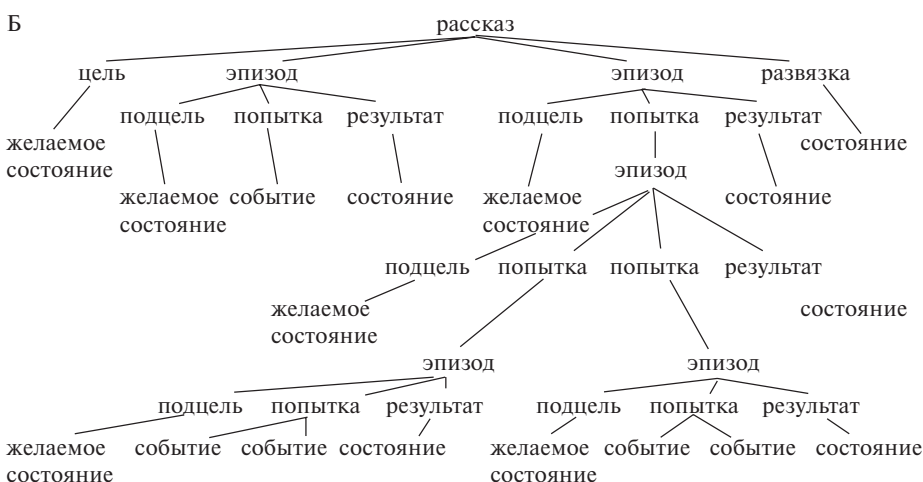 Б
рассказ
цель эпизод эпизод развязка
подцель попытка результат подцель попытка результат
желаемое состояние
состояние эпизод
желаемое событие состояние желаемое состояние
состояние состояние
подцель попытка попытка результат
желаемое состояние
состояние
эпизод эпизод
подцель попытка результат подцель попытка результат
желаемое событие событие состояние желаемое событие событие состояние
состояние состояние